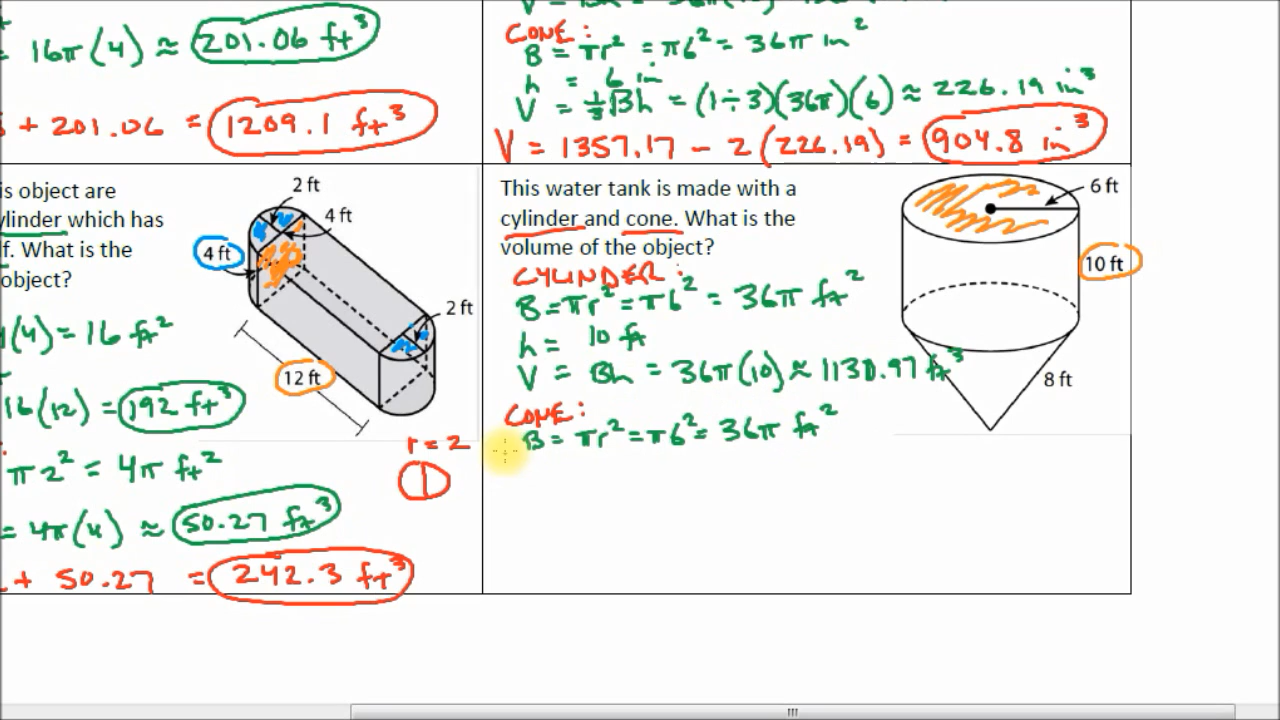 = 16π(4) ≈ 201.06 ft³
+ 201.06 = 1209.1 ft³
CONE:
B = πr² = π6² = 36π in²
h = 6 in
V = ⅓Bh = (1÷3)(36π)(6) ≈ 226.19 in³
V = 1357.17 - 2(226.19) = 904.8 in³
is object are
ylinder which has
lf. What is the
object?
2 ft
4 ft
4 ft
2 ft
12 ft
(4) = 16 ft²
16(12) = 192 ft³
r = 2
π2² = 4π ft²
= 4π(4) ≈ 50.27 ft³
+ 50.27 = 242.3 ft³
This water tank is made with a
cylinder and cone. What is the
volume of the object?
6 ft
10 ft
8 ft
CYLINDER:
B = πr² = π6² = 36π ft²
h = 10 ft
V = Bh = 36π(10) ≈ 1130.97 ft³
CONE:
B = πr² = π6² = 36π ft²